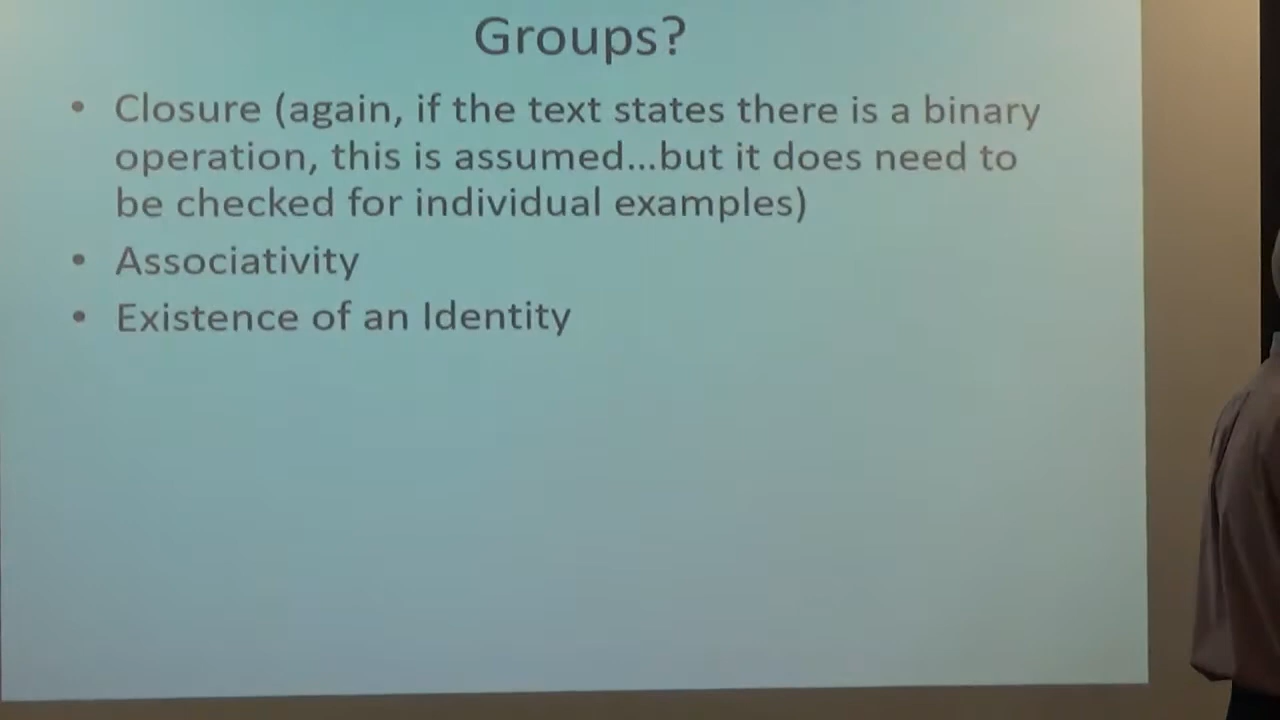 Groups?
• Closure (again, if the text states there is a binary
operation, this is assumed...but it does need to
be checked for individual examples)
• Associativity
• Existence of an Identity